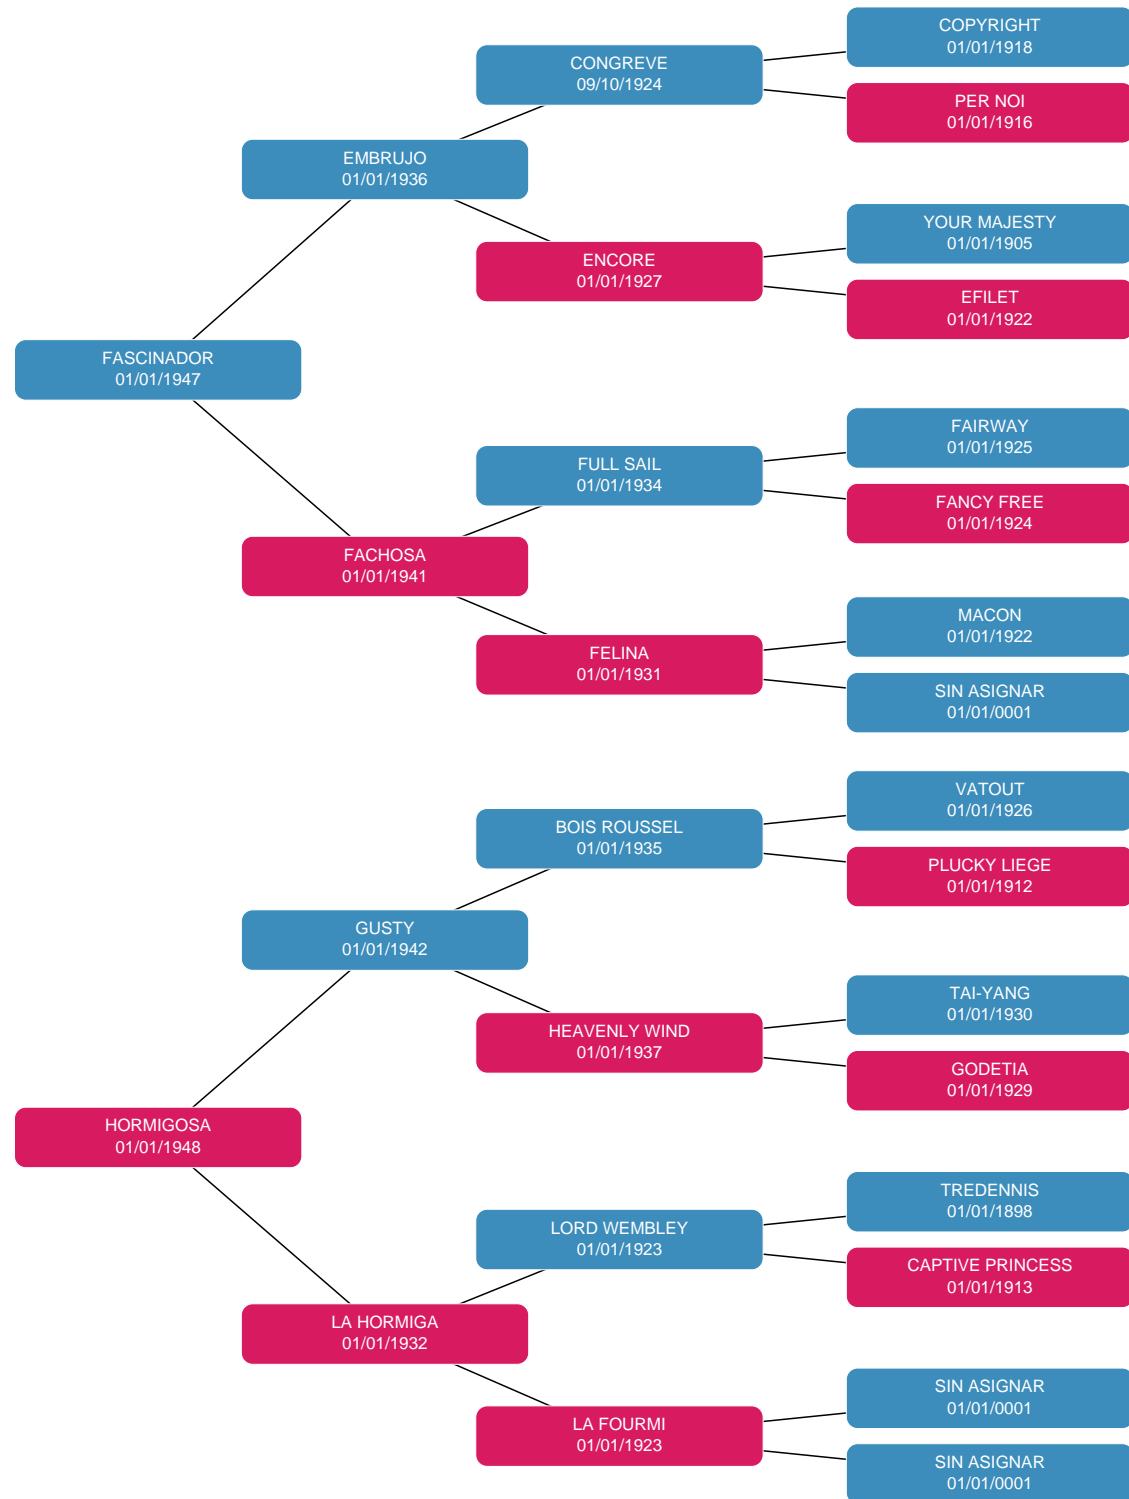 COPYRIGHT
01/01/1918
CONGREVE
09/10/1924
PER NOI
01/01/1916
EMBRUJO
01/01/1936
YOUR MAJESTY
01/01/1905
ENCORE
01/01/1927
EFILET
01/01/1922
FASCINADOR
01/01/1947
FAIRWAY
01/01/1925
FULL SAIL
01/01/1934
FANCY FREE
01/01/1924
FACHOSA
01/01/1941
MACON
01/01/1922
FELINA
01/01/1931
SIN ASIGNAR
01/01/0001
VATOUT
01/01/1926
BOIS ROUSSEL
01/01/1935
PLUCKY LIEGE
01/01/1912
GUSTY
01/01/1942
TAI-YANG
01/01/1930
HEAVENLY WIND
01/01/1937
GODETIA
01/01/1929
HORMIGOSA
01/01/1948
TREDENNIS
01/01/1898
LORD WEMBLEY
01/01/1923
CAPTIVE PRINCESS
01/01/1913
LA HORMIGA
01/01/1932
SIN ASIGNAR
01/01/0001
LA FOURMI
01/01/1923
SIN ASIGNAR
01/01/0001